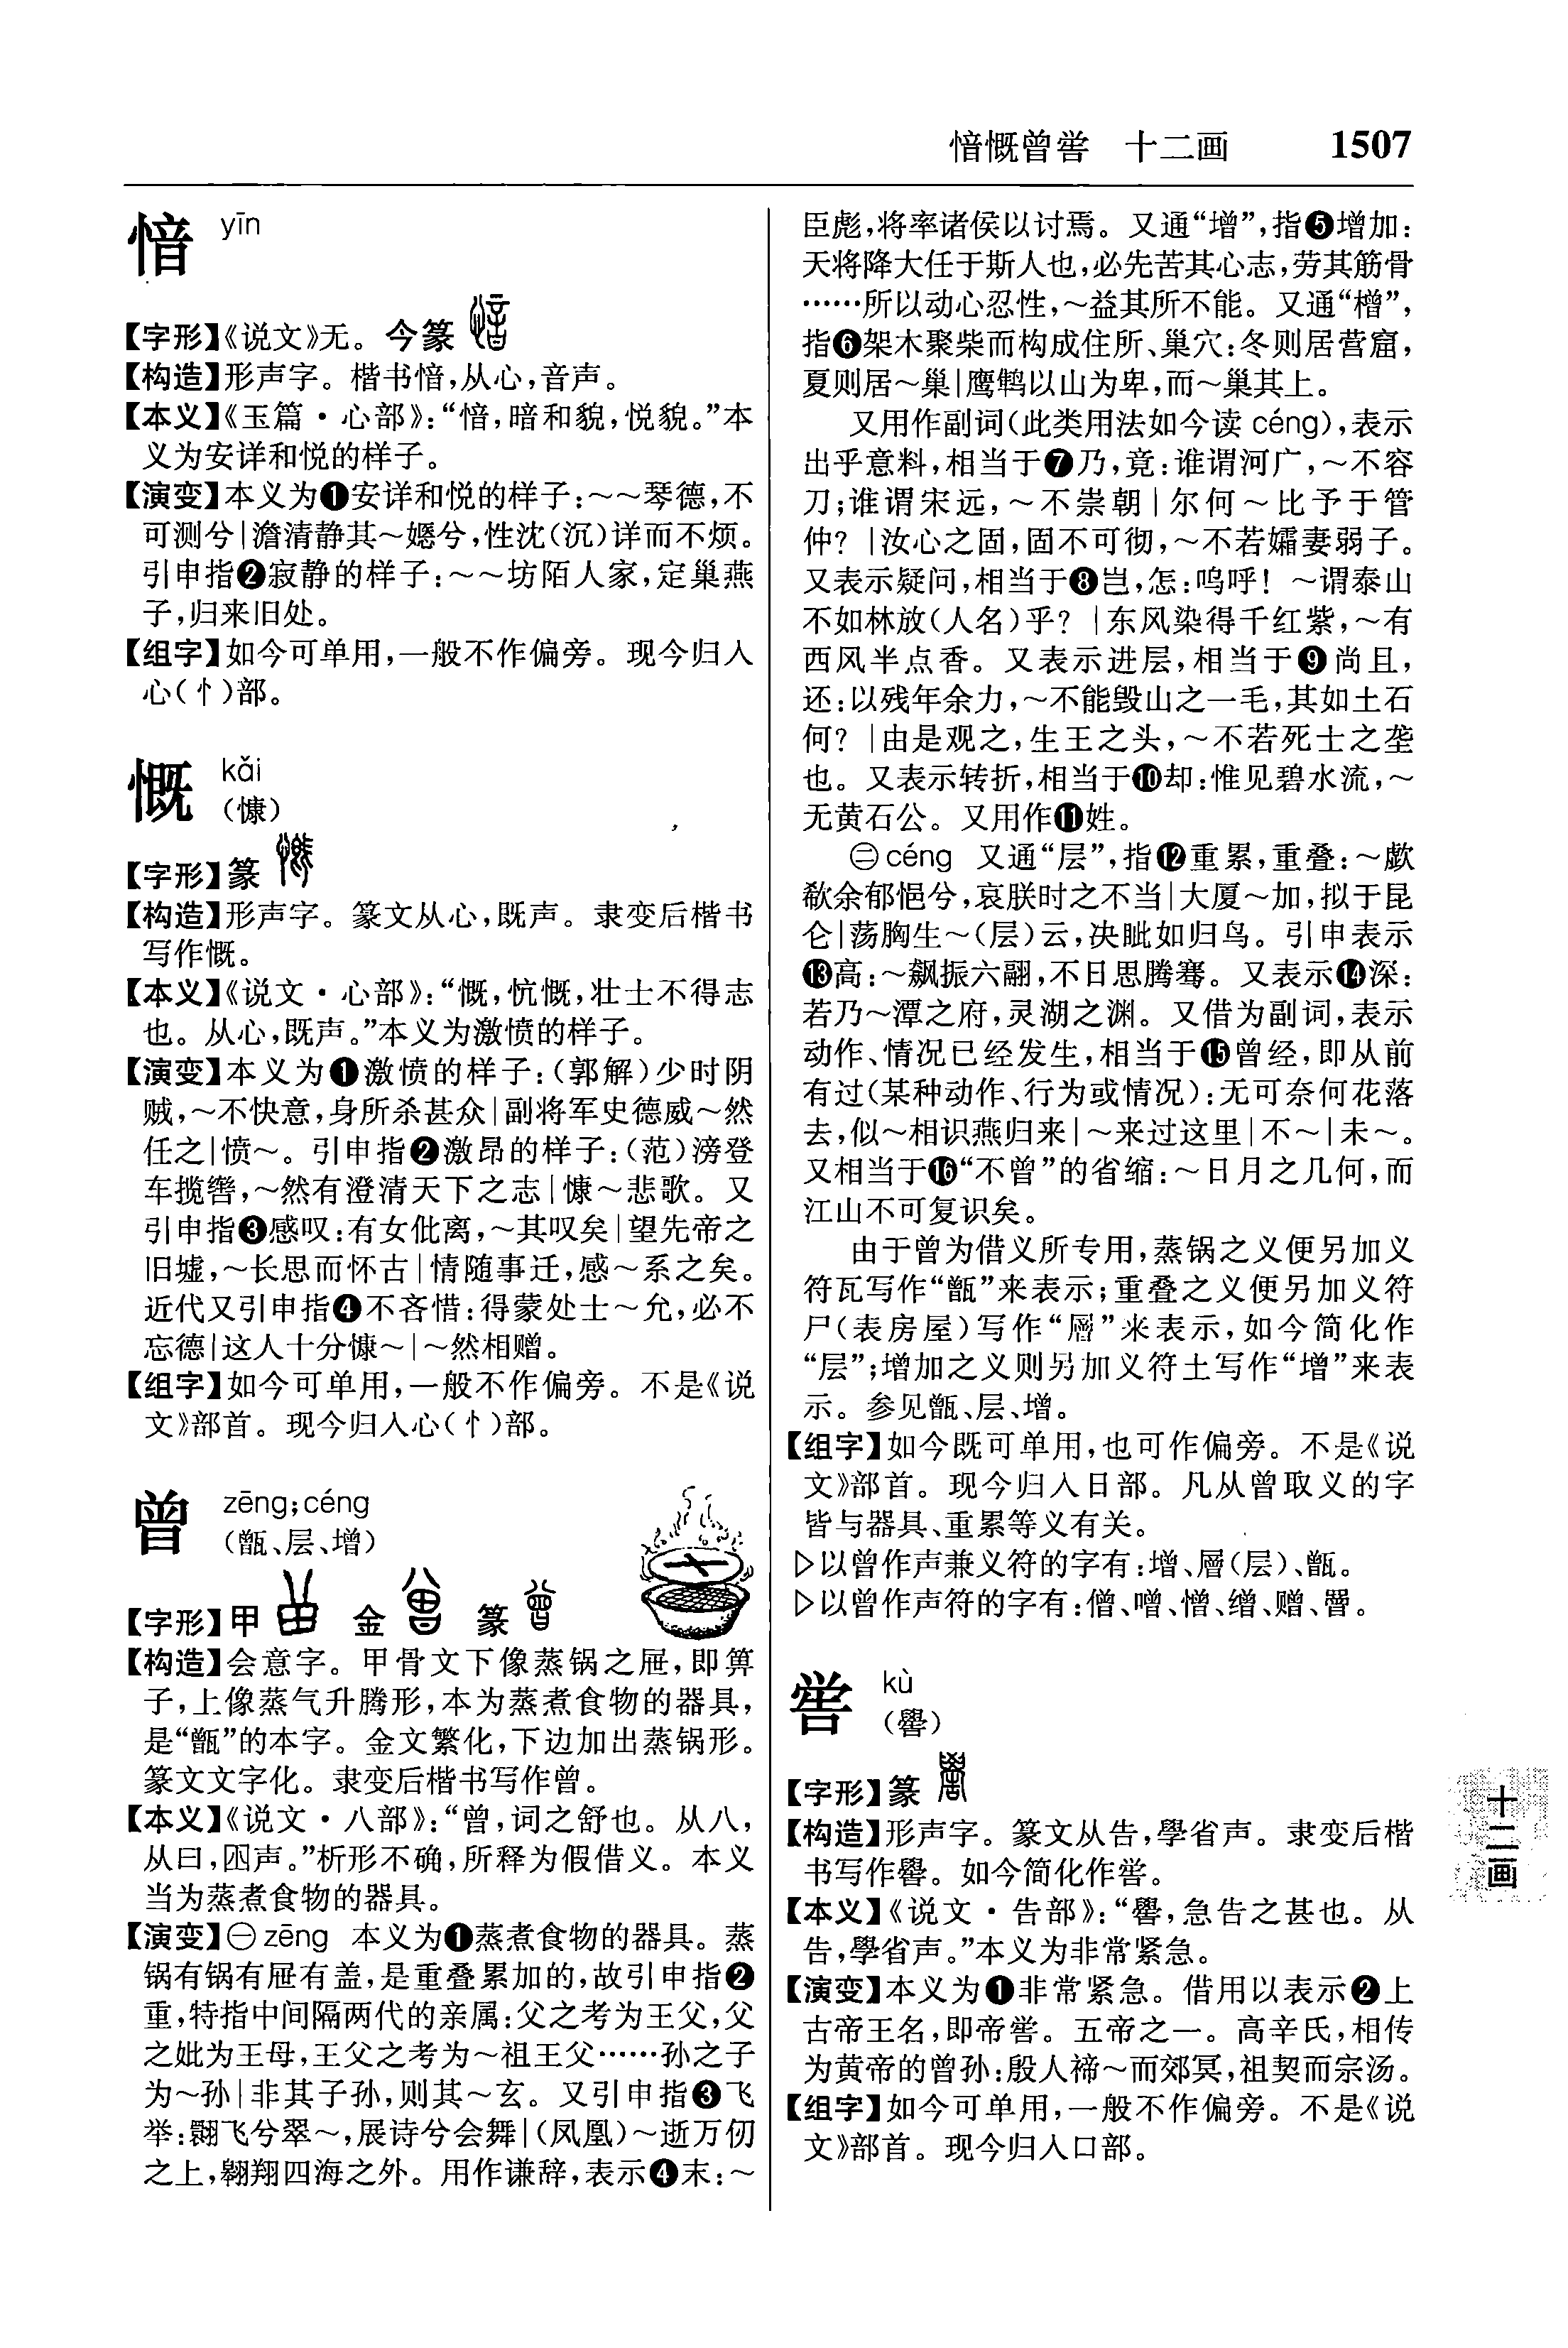 愔慨曾喾　十二画　1507
愔 yīn
【字形】《说文》无。今篆
【构造】形声字。楷书愔,从心,音声。
【本义】《玉篇·心部》:“愔,暗和貌,悦貌。”本
义为安详和悦的样子。
【演变】本义为❶安详和悦的样子:～～琴德,不
可测兮|澹清静其～嫕兮,性沈(沉)详而不烦。
引申指❷寂静的样子:～～坊陌人家,定巢燕
子,归来旧处。
【组字】如今可单用,一般不作偏旁。现今归入
心(忄)部。
慨 kǎi
(慷)
【字形】篆
【构造】形声字。篆文从心,既声。隶变后楷书
写作慨。
【本义】《说文·心部》:“慨,忼慨,壮士不得志
也。从心,既声。”本义为激愤的样子。
【演变】本义为❶激愤的样子:(郭解)少时阴
贼,～不快意,身所杀甚众|副将军史德威～然
任之|愤～。引申指❷激昂的样子:(范)滂登
车揽辔,～然有澄清天下之志|慷～悲歌。又
引申指❸感叹:有女仳离,～其叹矣|望先帝之
旧墟,～长思而怀古|情随事迁,感～系之矣。
近代又引申指❹不吝惜:得蒙处士～允,必不
忘德|这人十分慷～|～然相赠。
【组字】如今可单用,一般不作偏旁。不是《说
文》部首。现今归入心(忄)部。
曾 zēng;céng
(甑、层、增)
【字形】甲 金 篆
【构造】会意字。甲骨文下像蒸锅之屉,即箅
子,上像蒸气升腾形,本为蒸煮食物的器具,
是“甑”的本字。金文繁化,下边加出蒸锅形。
篆文文字化。隶变后楷书写作曾。
【本义】《说文·八部》:“曾,词之舒也。从八,
从曰,囪声。”析形不确,所释为假借义。本义
当为蒸煮食物的器具。
【演变】㊀zēng 本义为❶蒸煮食物的器具。蒸
锅有锅有屉有盖,是重叠累加的,故引申指❷
重,特指中间隔两代的亲属:父之考为王父,父
之妣为王母,王父之考为～祖王父……孙之子
为～孙|非其子孙,则其～玄。又引申指❸飞
举:翾飞兮翠～,展诗兮会舞|(凤凰)～逝万仞
之上,翱翔四海之外。用作谦辞,表示❹末:～
臣彪,将率诸侯以讨焉。又通“增”,指❺增加:
天将降大任于斯人也,必先苦其心志,劳其筋骨
……所以动心忍性,～益其所不能。又通“橧”,
指❻架木聚柴而构成住所、巢穴:冬则居营窟,
夏则居～巢|鹰鹯以山为卑,而～巢其上。
又用作副词(此类用法如今读céng),表示
出乎意料,相当于❼乃,竟:谁谓河广,～不容
刀;谁谓宋远,～不崇朝|尔何～比予于管
仲?|汝心之固,固不可彻,～不若孀妻弱子。
又表示疑问,相当于❽岂,怎:呜呼!～谓泰山
不如林放(人名)乎?|东风染得千红紫,～有
西风半点香。又表示进层,相当于❾尚且,
还:以残年余力,～不能毁山之一毛,其如土石
何?|由是观之,生王之头,～不若死士之垄
也。又表示转折,相当于❿却:惟见碧水流,～
无黄石公。又用作⓫姓。
㊁céng 又通“层”,指⓬重累,重叠:～歔
欷余郁悒兮,哀朕时之不当|大厦～加,拟于昆
仑|荡胸生～(层)云,决眦如归鸟。引申表示
⓭高:～飙振六翮,不日思腾骞。又表示⓮深:
若乃～潭之府,灵湖之渊。又借为副词,表示
动作、情况已经发生,相当于⓯曾经,即从前
有过(某种动作、行为或情况):无可奈何花落
去,似～相识燕归来|～来过这里|不～|未～。
又相当于⓰“不曾”的省缩:～日月之几何,而
江山不可复识矣。
由于曾为借义所专用,蒸锅之义便另加义
符瓦写作“甑”来表示;重叠之义便另加义符
尸(表房屋)写作“層”来表示,如今简化作
“层”;增加之义则另加义符土写作“增”来表
示。参见甑、层、增。
【组字】如今既可单用,也可作偏旁。不是《说
文》部首。现今归入日部。凡从曾取义的字
皆与器具、重累等义有关。
▷以曾作声兼义符的字有:增、層(层)、甑。
▷以曾作声符的字有:僧、噌、憎、缯、赠、罾。
喾 kù
(嚳)
【字形】篆
【构造】形声字。篆文从告,學省声。隶变后楷
书写作嚳。如今简化作喾。
【本义】《说文·告部》:“嚳,急告之甚也。从
告,學省声。”本义为非常紧急。
【演变】本义为❶非常紧急。借用以表示❷上
古帝王名,即帝喾。五帝之一。高辛氏,相传
为黄帝的曾孙:殷人禘～而郊冥,祖契而宗汤。
【组字】如今可单用,一般不作偏旁。不是《说
文》部首。现今归入口部。
十二画